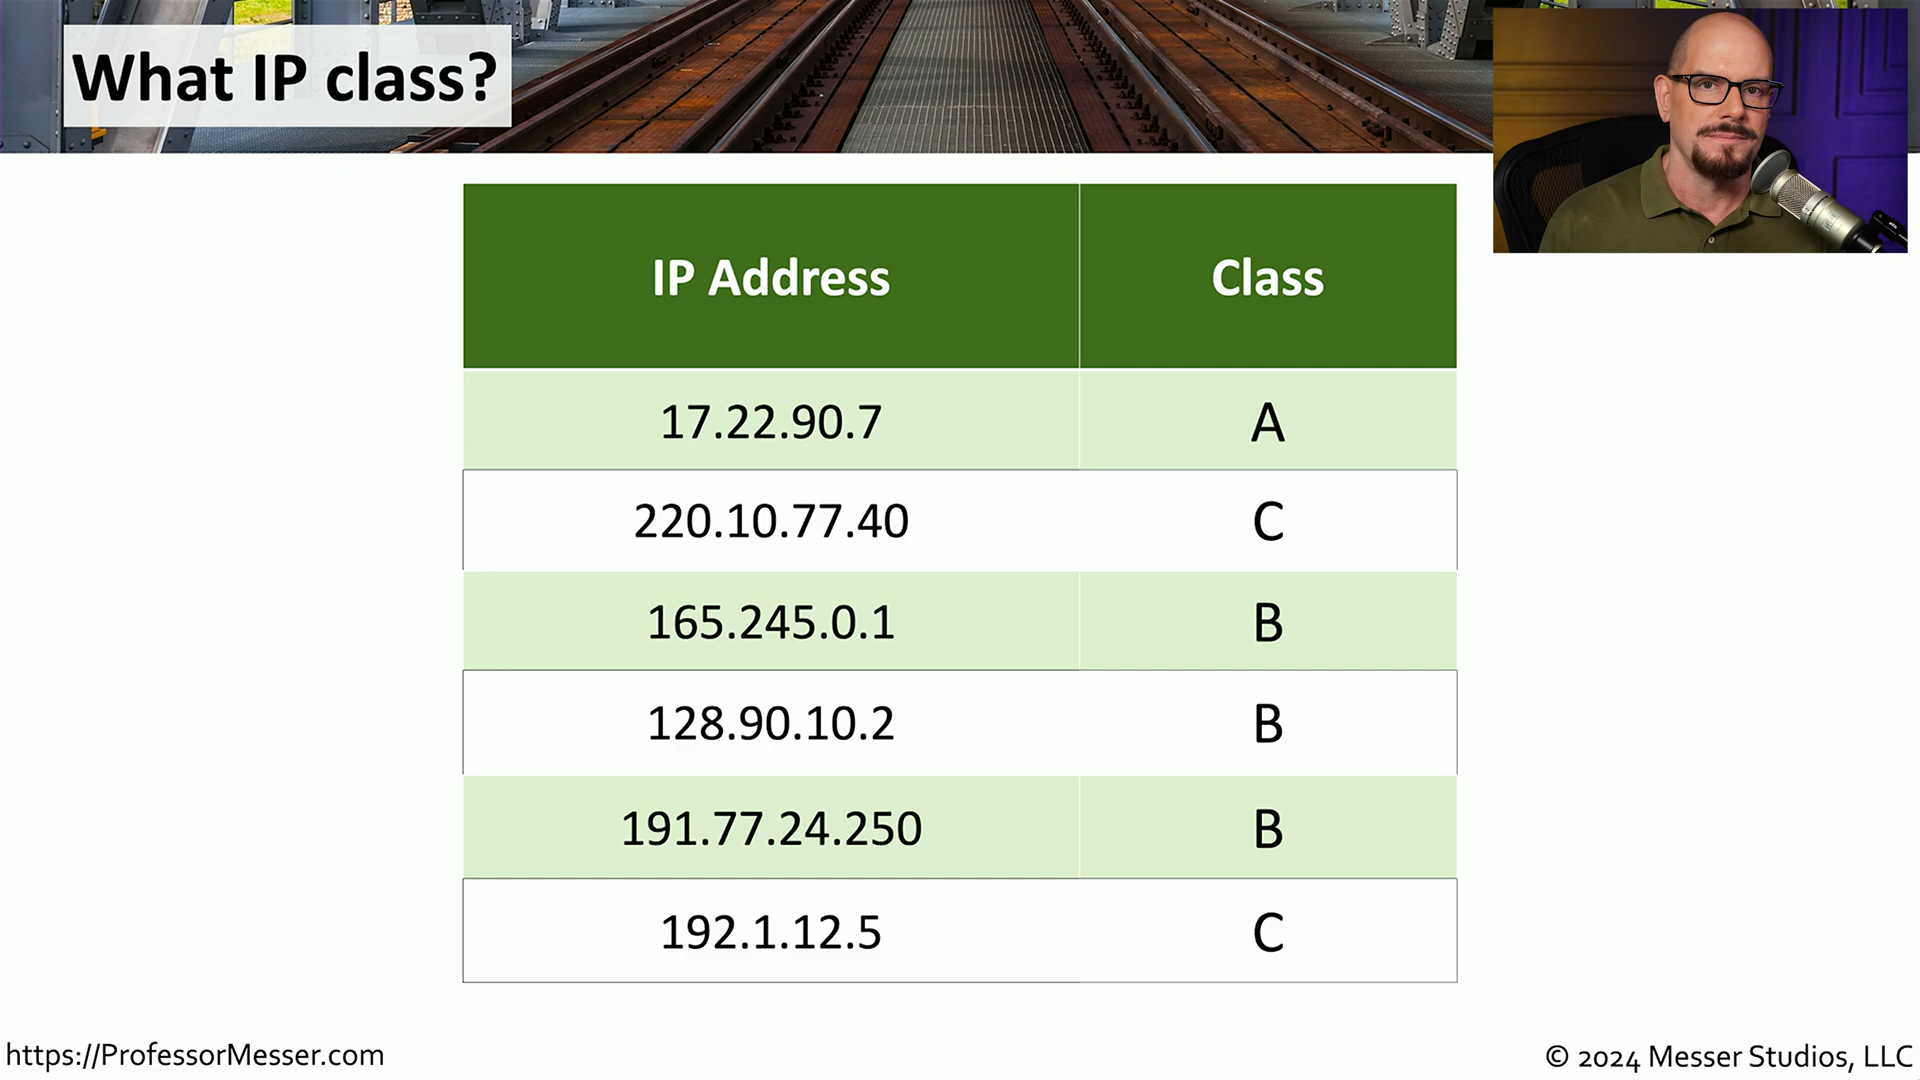 What IP class?
IP Address Class
17.22.90.7 A
220.10.77.40 C
165.245.0.1 B
128.90.10.2 B
191.77.24.250 B
192.1.12.5 C
https://ProfessorMesser.com
© 2024 Messer Studios, LLC